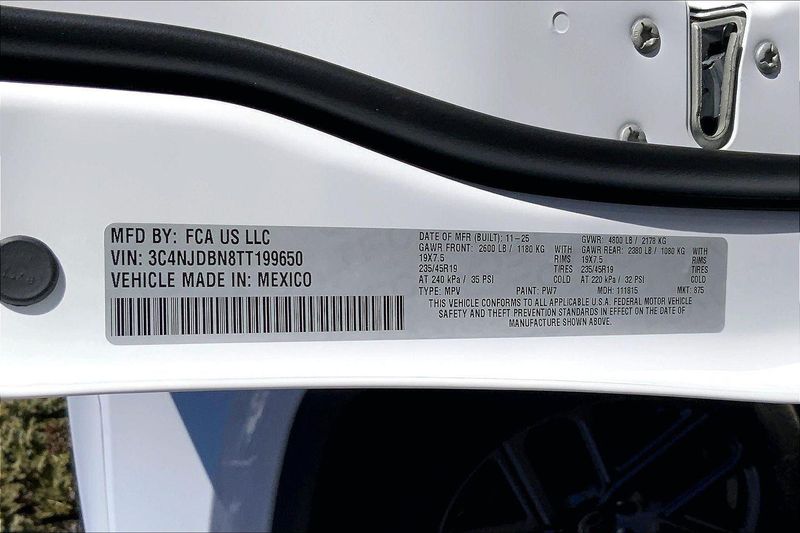 MFD BY: FCA US LLC
VIN: 3C4NJDBN8TT199650
VEHICLE MADE IN: MEXICO
DATE OF MFR (BUILT): 11-25 GVWR: 4800 LB / 2178 KG
GAWR FRONT: 2600 LB / 1180 KG WITH GAWR REAR: 2380 LB / 1080 KG WITH
19X7.5 RIMS 19X7.5 RIMS
235/45R19 TIRES 235/45R19 TIRES
AT 240 kPa / 35 PSI COLD AT 220 kPa / 32 PSI COLD
TYPE: MPV PAINT: PW7 MDH: 111815 MKT: 875
THIS VEHICLE CONFORMS TO ALL APPLICABLE U.S.A. FEDERAL MOTOR VEHICLE
SAFETY AND THEFT PREVENTION STANDARDS IN EFFECT ON THE DATE OF
MANUFACTURE SHOWN ABOVE.